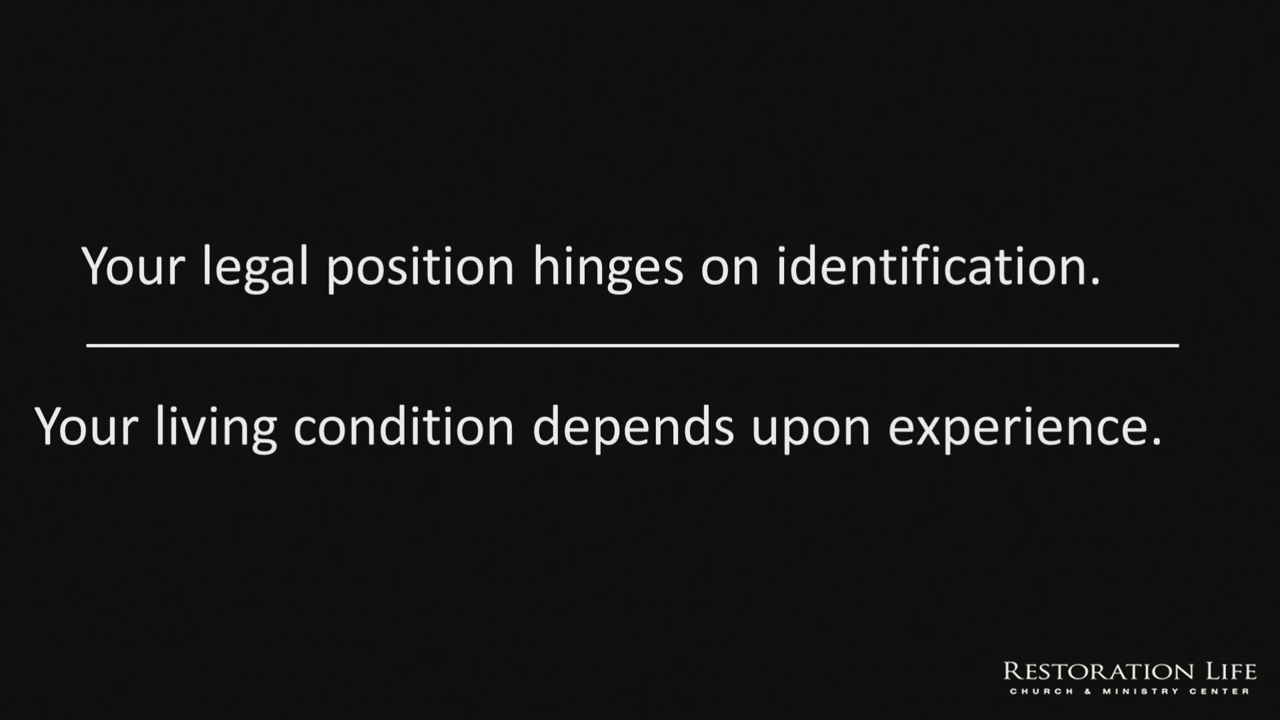 Your legal position hinges on identification.
Your living condition depends upon experience.
RESTORATION LIFE
CHURCH & MINISTRY CENTER